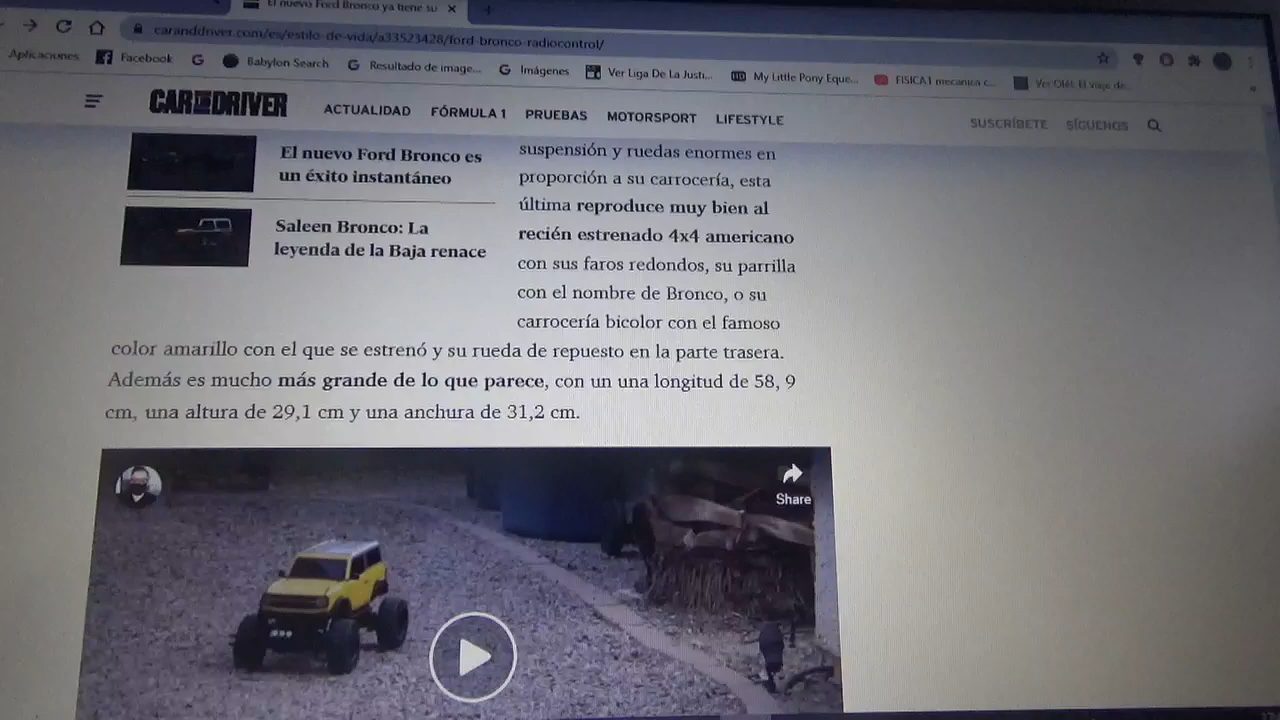 El nuevo Ford Bronco ya tiene su
caranddriver.com/es/estilo-de-vida/a33523428/ford-bronco-radiocontrol/
Aplicaciones Facebook Babylon Search Resultado de image... Imágenes Ver Liga De La Justi... My Little Pony Eque... FISICA1 mecanica c... Ver Olé: El viaje de...
CAR AND DRIVER ACTUALIDAD FÓRMULA 1 PRUEBAS MOTORSPORT LIFESTYLE SUSCRÍBETE SÍGUENOS
El nuevo Ford Bronco es
un éxito instantáneo
Saleen Bronco: La
leyenda de la Baja renace
suspensión y ruedas enormes en
proporción a su carrocería, esta
última reproduce muy bien al
recién estrenado 4x4 americano
con sus faros redondos, su parrilla
con el nombre de Bronco, o su
carrocería bicolor con el famoso
color amarillo con el que se estrenó y su rueda de repuesto en la parte trasera.
Además es mucho más grande de lo que parece, con un una longitud de 58, 9
cm, una altura de 29,1 cm y una anchura de 31,2 cm.
Share